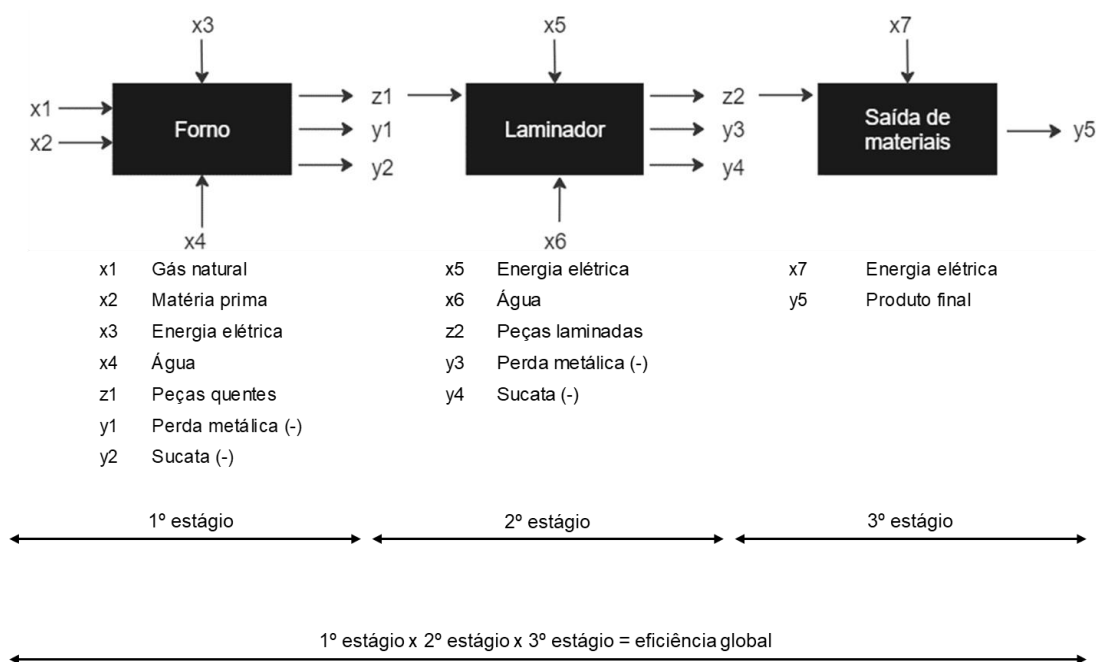 x3 x5 x7
x1 z1 z2
Forno Laminador Saída de materiais
x2 y1 y3 y5
y2 y4
x4 x6
x1 Gás natural x5 Energia elétrica x7 Energia elétrica
x2 Matéria prima x6 Água y5 Produto final
x3 Energia elétrica z2 Peças laminadas
x4 Água y3 Perda metálica (-)
z1 Peças quentes y4 Sucata (-)
y1 Perda metálica (-)
y2 Sucata (-)
1º estágio 2º estágio 3º estágio
1º estágio x 2º estágio x 3º estágio = eficiência global